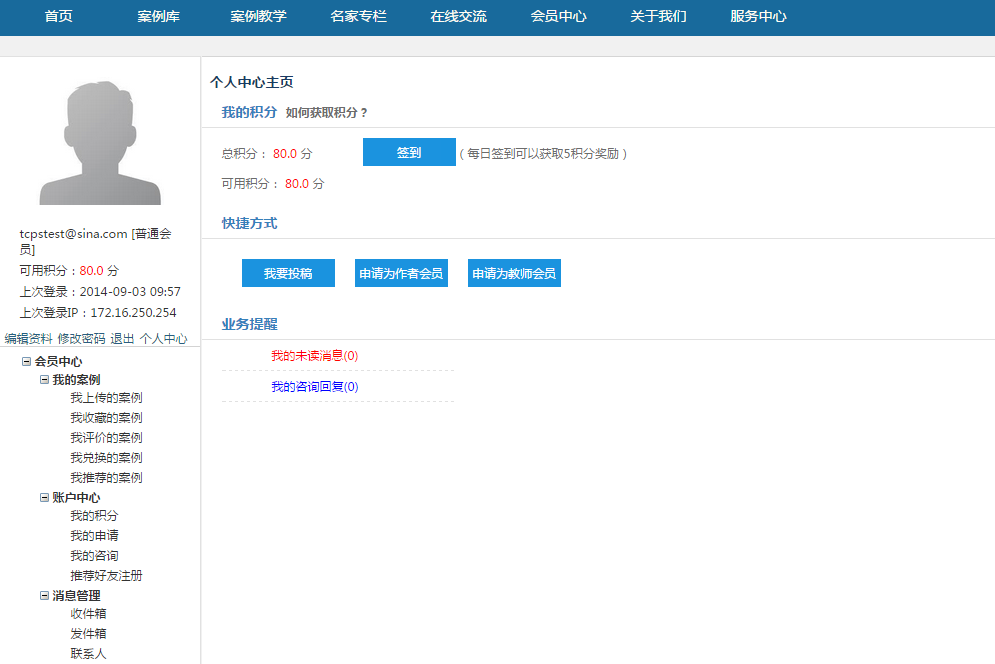 首页 案例库 案例教学 名家专栏 在线交流 会员中心 关于我们 服务中心
tcpstest@sina.com [普通会
员]
可用积分：80.0 分
上次登录：2014-09-03 09:57
上次登录IP：172.16.250.254
编辑资料 修改密码 退出 个人中心
会员中心
我的案例
我上传的案例
我收藏的案例
我评价的案例
我兑换的案例
我推荐的案例
账户中心
我的积分
我的申请
我的咨询
推荐好友注册
消息管理
收件箱
发件箱
联系人
个人中心主页
我的积分 如何获取积分？
总积分： 80.0 分 签到 （ 每日签到可以获取5积分奖励 ）
可用积分： 80.0 分
快捷方式
我要投稿 申请为作者会员 申请为教师会员
业务提醒
我的未读消息(0)
我的咨询回复(0)